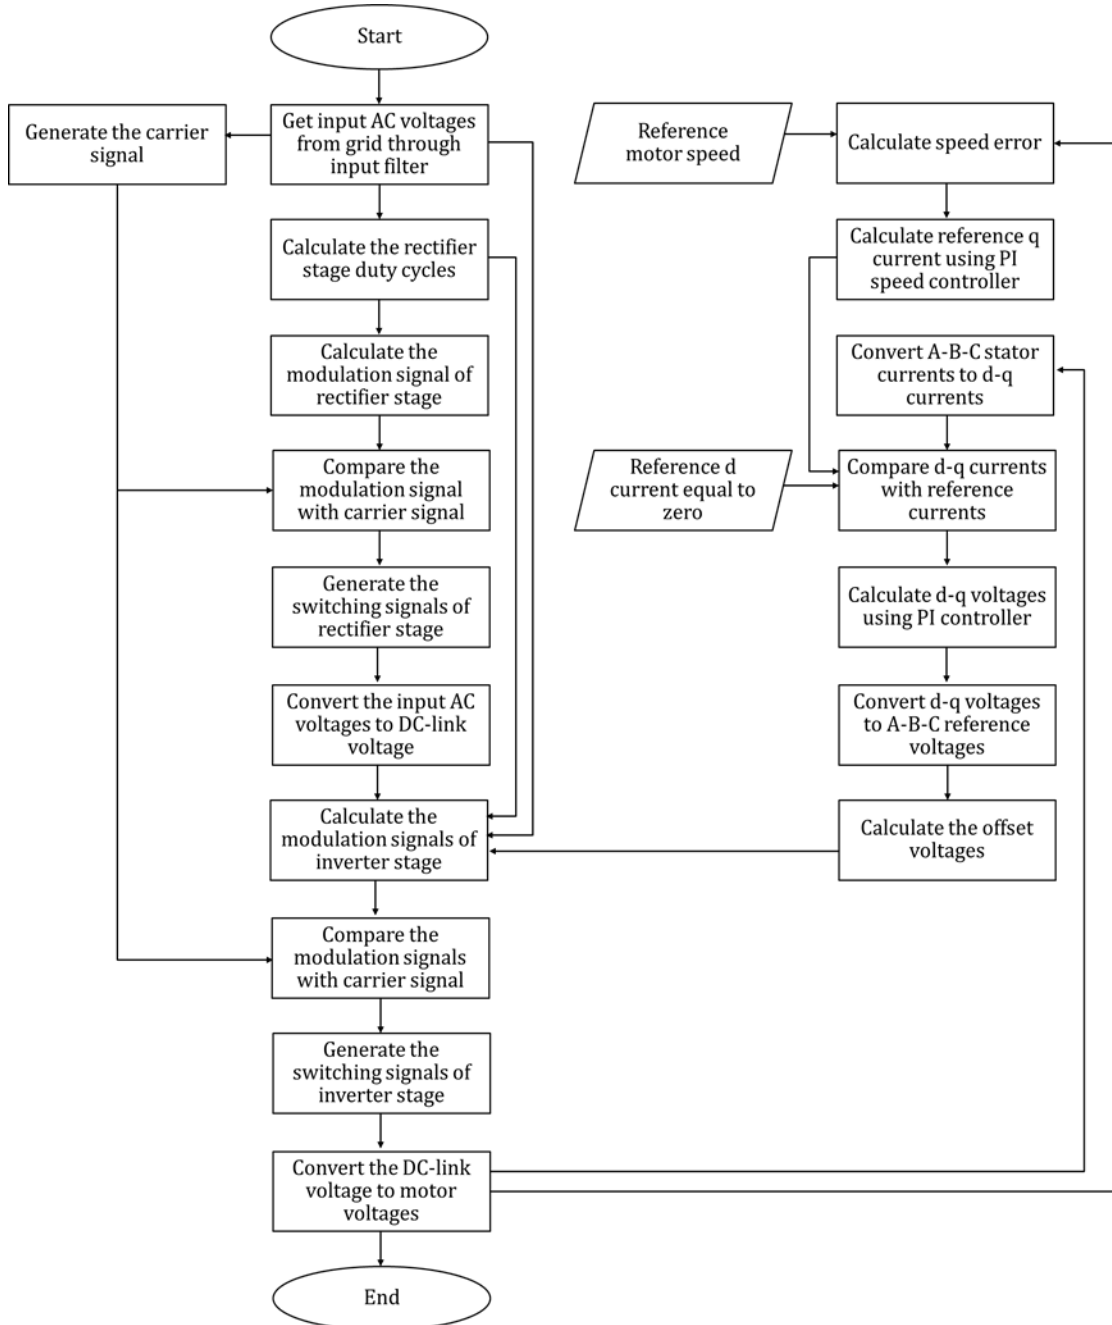 Start
Generate the carrier
signal
Get input AC voltages
from grid through
input filter
Calculate the rectifier
stage duty cycles
Calculate the
modulation signal of
rectifier stage
Compare the
modulation signal
with carrier signal
Generate the
switching signals of
rectifier stage
Convert the input AC
voltages to DC-link
voltage
Calculate the
modulation signals of
inverter stage
Compare the
modulation signals
with carrier signal
Generate the
switching signals of
inverter stage
Convert the DC-link
voltage to motor
voltages
End
Reference
motor speed
Calculate speed error
Calculate reference q
current using PI
speed controller
Convert A-B-C stator
currents to d-q
currents
Reference d
current equal to
zero
Compare d-q currents
with reference
currents
Calculate d-q voltages
using PI controller
Convert d-q voltages
to A-B-C reference
voltages
Calculate the offset
voltages